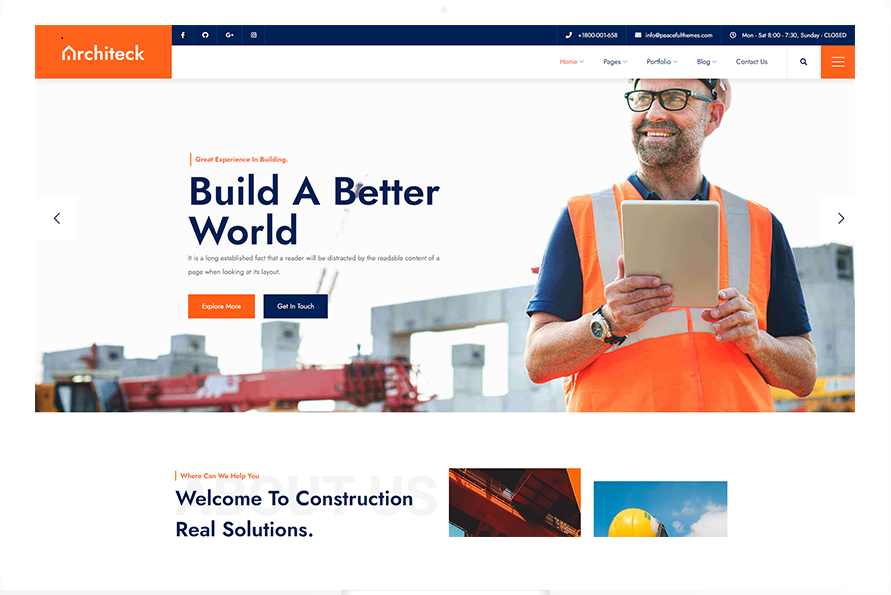 +1800-001-658
info@peacefulthemes.com
Mon - Sat 8:00 - 7:30, Sunday - CLOSED
Architeck
Home
Pages
Portfolio
Blog
Contact Us
Great Experience In Building.
Build A Better
World
It is a long established fact that a reader will be distracted by the readable content of a
page when looking at its layout.
Explore More
Get In Touch
Where Can We Help You
ABOUT US
Welcome To Construction
Real Solutions.